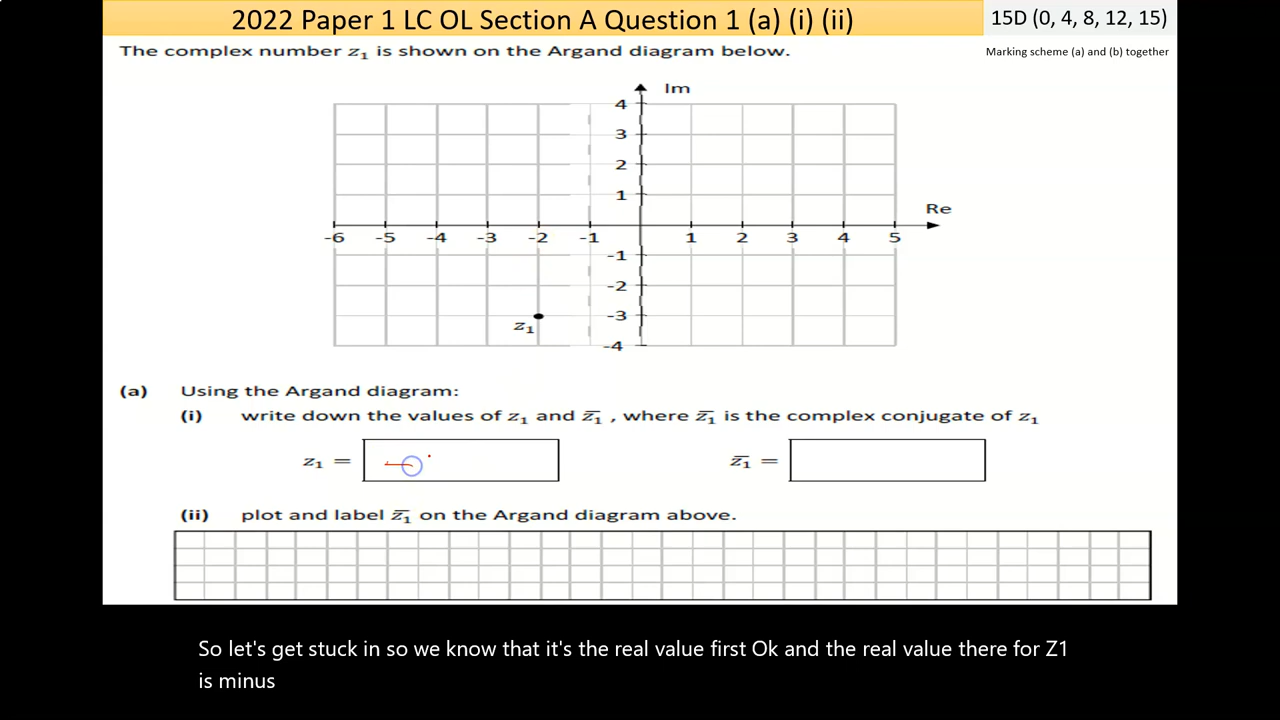 2022 Paper 1 LC OL Section A Question 1 (a) (i) (ii)
15D (0, 4, 8, 12, 15)
The complex number z₁ is shown on the Argand diagram below.
Marking scheme (a) and (b) together
Im
4
3
2
1
Re
-6 -5 -4 -3 -2 -1 1 2 3 4 5
-1
-2
-3
z₁
-4
(a) Using the Argand diagram:
(i) write down the values of z₁ and z̅₁ , where z̅₁ is the complex conjugate of z₁
z₁ = z̅₁ =
(ii) plot and label z̅₁ on the Argand diagram above.
So let's get stuck in so we know that it's the real value first Ok and the real value there for Z1
is minus